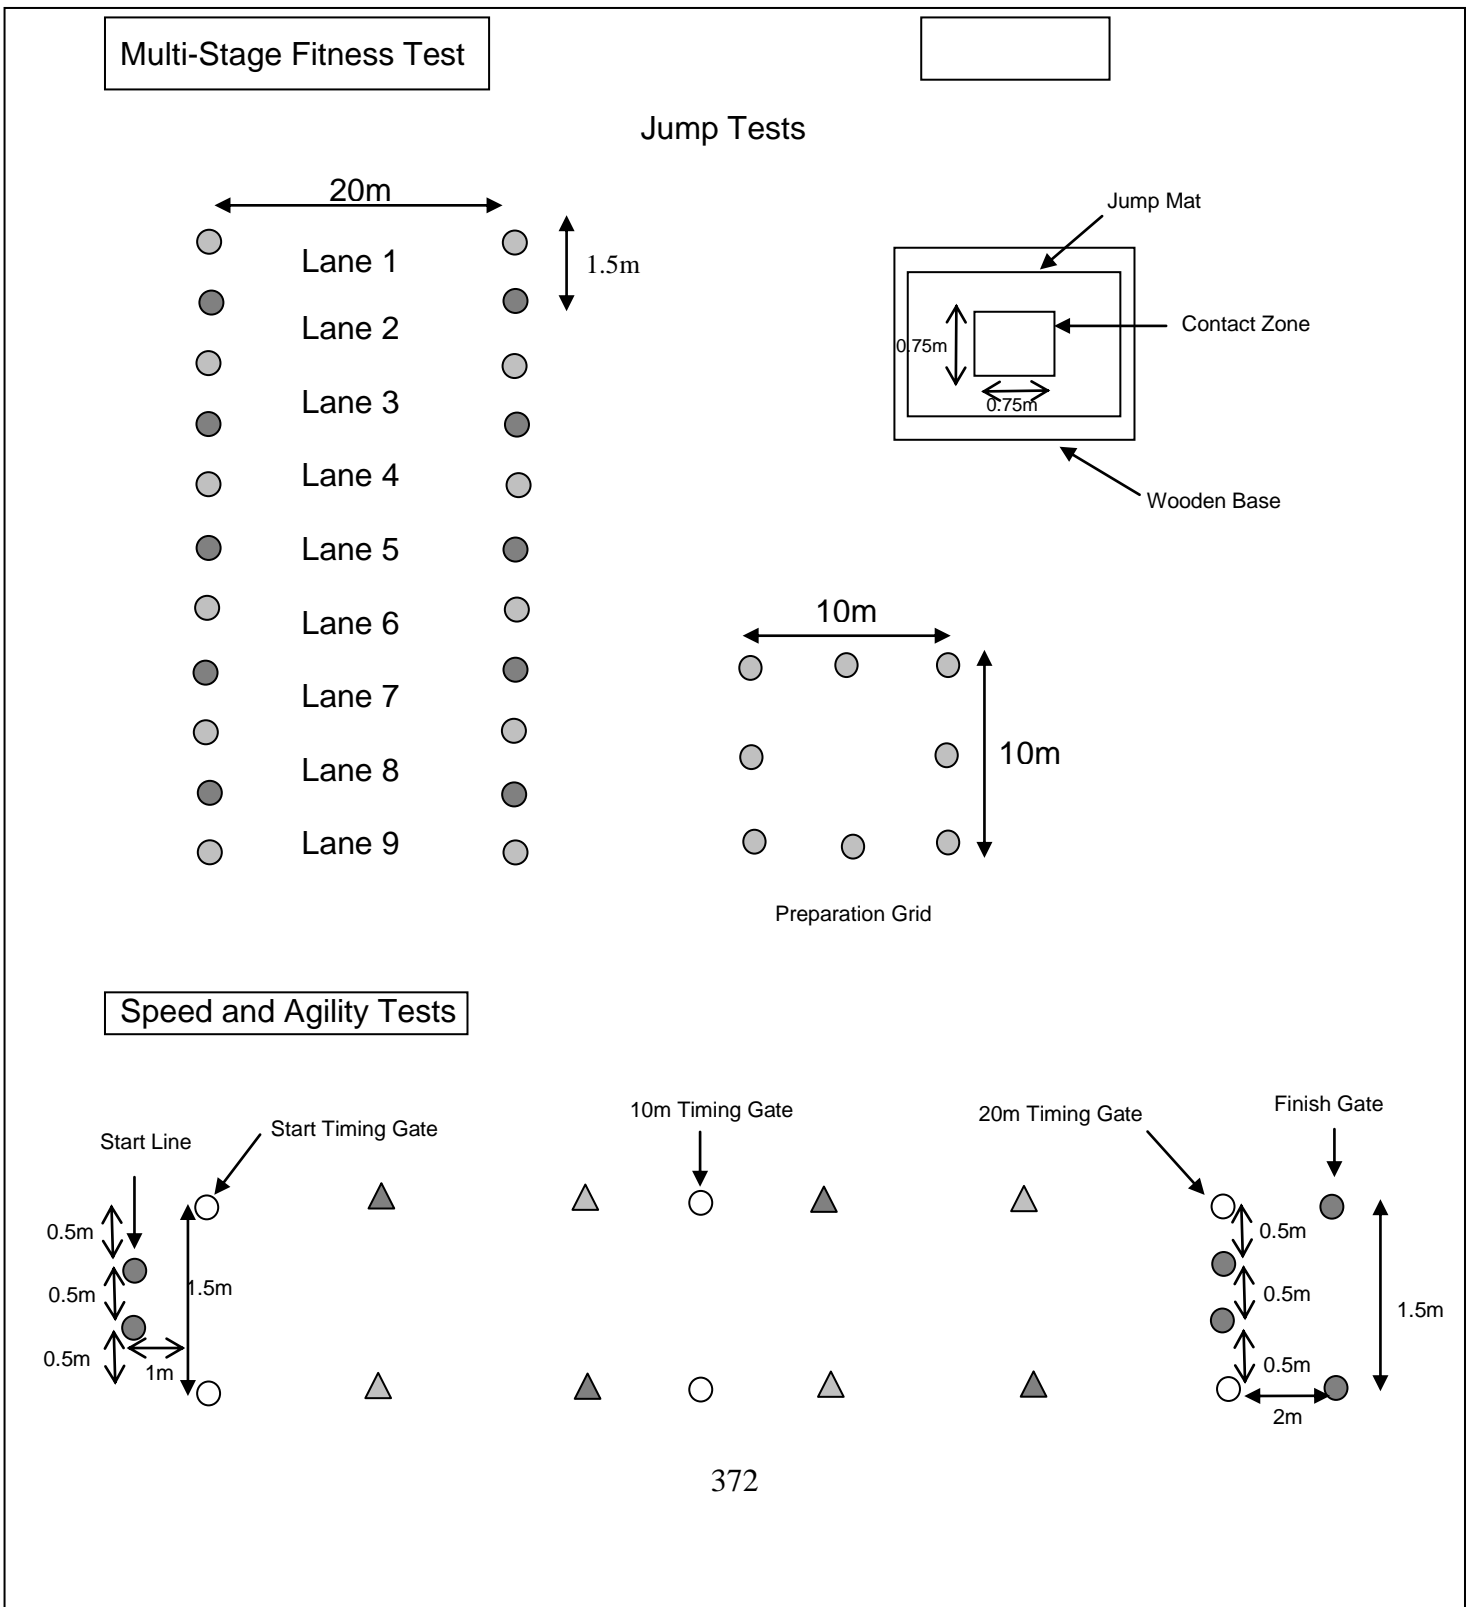 Multi-Stage Fitness Test
Jump Tests
20m
1.5m
Lane 1
Lane 2
Lane 3
Lane 4
Lane 5
Lane 6
Lane 7
Lane 8
Lane 9
Jump Mat
Contact Zone
0.75m
0.75m
Wooden Base
10m
10m
Preparation Grid
Speed and Agility Tests
Start Line
Start Timing Gate
10m Timing Gate
20m Timing Gate
Finish Gate
0.5m
0.5m
0.5m
1m
1.5m
0.5m
0.5m
0.5m
2m
1.5m
372